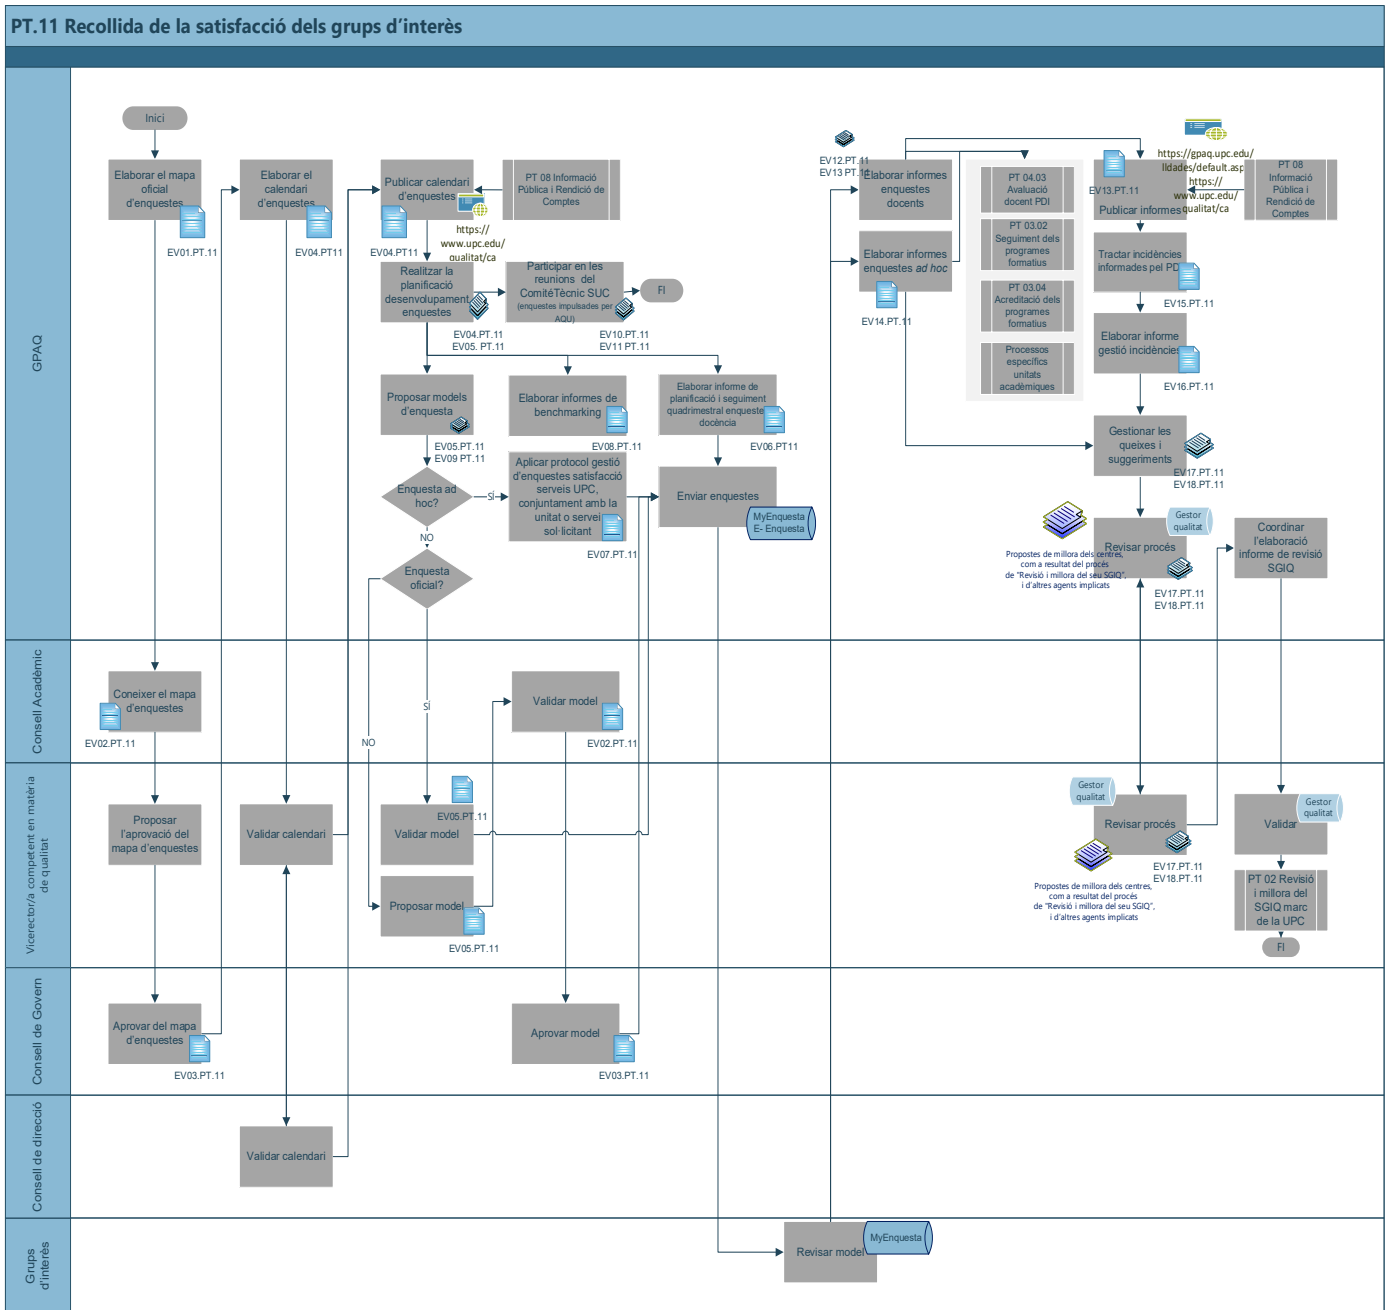 PT.11 Recollida de la satisfacció dels grups d'interès
GPAQ
Inici
Elaborar el mapa
oficial
d'enquestes
EV01.PT.11
Elaborar el
calendari
d'enquestes
EV04.PT11
Publicar calendari
d'enquestes
EV04.PT11
https://
www.upc.edu/
qualitat/ca
PT 08 Informació
Pública i Rendició de
Comptes
Realitzar la
planificació
desenvolupament
enquestes
EV04.PT.11
EV05. PT.11
Participar en les
reunions del
ComitéTècnic SUC
(enquestes impulsades per
AQU)
EV10.PT.11
EV11 PT.11
FI
Proposar models
d'enquesta
EV05.PT.11
EV09 PT.11
Elaborar informes de
benchmarking
EV08.PT.11
Elaborar informe de
planificació i seguiment
quadrimestral enquestes
docència
EV06.PT11
Enquesta ad
hoc?
SÍ
NO
Aplicar protocol gestió
d'enquestes satisfacció
serveis UPC,
conjuntament amb la
unitat o servei
sol·licitant
EV07.PT.11
Enviar enquestes
MyEnquesta
E- Enquesta
Enquesta
oficial?
SÍ
NO
EV12.PT.11
EV13 PT.11
Elaborar informes
enquestes
docents
Elaborar informes
enquestes ad hoc
EV14.PT.11
PT 04.03
Avaluació
docent PDI
PT 03.02
Seguiment dels
programes
formatius
PT 03.04
Acreditació dels
programes
formatius
Processos
específics
unitats
acadèmiques
https://gpaq.upc.edu/
lldades/default.asp
https://
www.upc.edu/
qualitat/ca
EV13.PT.11
Publicar informes
PT 08
Informació
Pública i
Rendició de
Comptes
Tractar incidències
informades pel PDI
EV15.PT.11
Elaborar informe
gestió incidències
EV16.PT.11
Gestionar les
queixes i
suggeriments
EV17.PT.11
EV18.PT.11
Gestor
qualitat
Revisar procés
Propostes de millora dels centres,
com a resultat del procés
de "Revisió i millora del seu SGIQ",
i d'altres agents implicats
EV17.PT.11
EV18.PT.11
Coordinar
l'elaboració
informe de revisió
SGIQ
Consell Acadèmic
Coneixer el mapa
d'enquestes
EV02.PT.11
Validar model
EV02.PT.11
Vicerector/a competent en matèria
de qualitat
Proposar
l'aprovació del
mapa d'enquestes
Validar calendari
EV05.PT.11
Validar model
Proposar model
EV05.PT.11
Gestor
qualitat
Revisar procés
EV17.PT.11
EV18.PT.11
Propostes de millora dels centres,
com a resultat del procés
de "Revisió i millora del seu SGIQ",
i d'altres agents implicats
Gestor
qualitat
Validar
PT 02 Revisió
i millora del
SGIQ marc
de la UPC
FI
Consell de Govern
Aprovar del mapa
d'enquestes
EV03.PT.11
Aprovar model
EV03.PT.11
Consell de direcció
Validar calendari
Grups
d'interès
Revisar model
MyEnquesta